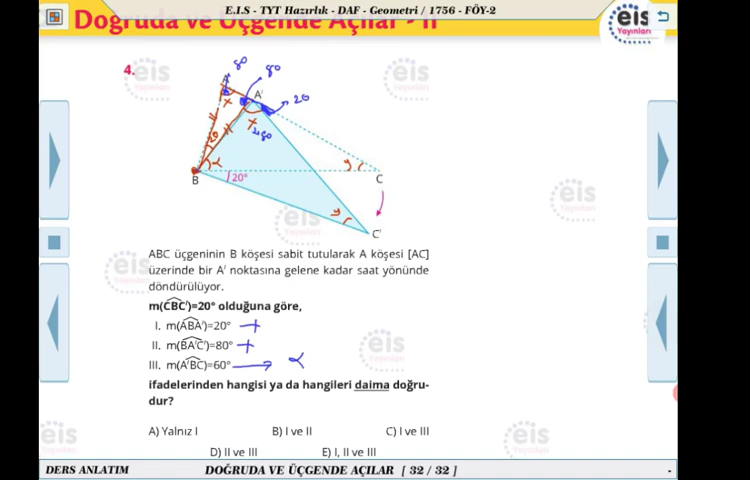 E.I.S - TYT Hazırlık - DAF - Geometri / 1756 - FÖY-2
Doğruda ve Üçgende Açılar - II
eis
Yayınları
4.
80
80
20
A'
x
x
280
20
α
B
20°
y
C
y
C'
ABC üçgeninin B köşesi sabit tutularak A köşesi [AC]
üzerinde bir A' noktasına gelene kadar saat yönünde
döndürülüyor.
m(CBC')=20° olduğuna göre,
I. m(ABA')=20° +
II. m(BA'C')=80° +
III. m(A'BC)=60° → α
ifadelerinden hangisi ya da hangileri daima doğru-
dur?
A) Yalnız I B) I ve II C) I ve III
D) II ve III E) I, II ve III
DERS ANLATIM DOĞRUDA VE ÜÇGENDE AÇILAR [ 32 / 32 ] -